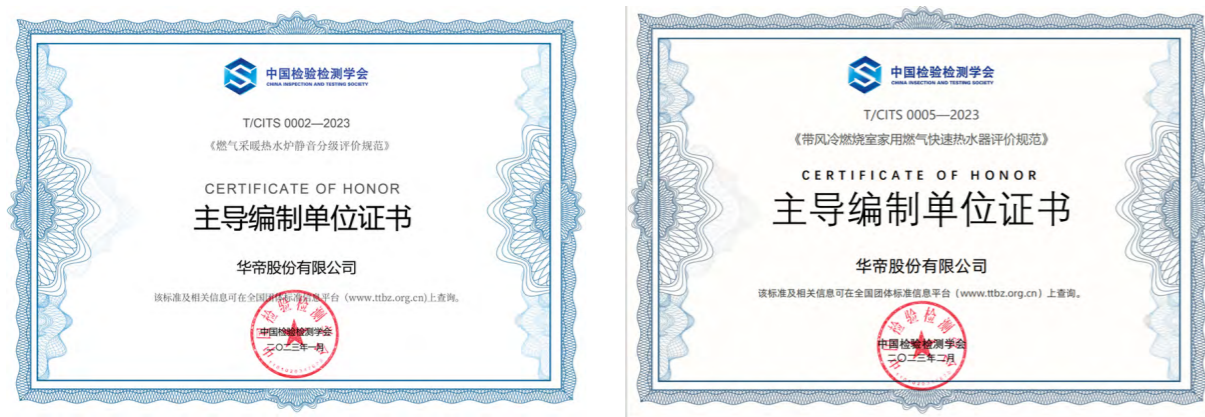 中国检验检测学会
CHINA INSPECTION AND TESTING SOCIETY
T/CITS 0002—2023
《燃气采暖热水炉静音分级评价规范》
CERTIFICATE OF HONOR
主导编制单位证书
华帝股份有限公司
该标准及相关信息可在全国团体标准信息平台（www.ttbz.org.cn)上查询。
中国检验检测学会
二〇二三年一月
中国检验检测学会
CHINA INSPECTION AND TESTING SOCIETY
T/CITS 0005—2023
《带风冷燃烧室家用燃气快速热水器评价规范》
CERTIFICATE OF HONOR
主导编制单位证书
华帝股份有限公司
该标准及相关信息可在全国团体标准信息平台（www.ttbz.org.cn）上查询。
中国检验检测学会
二〇二三年二月